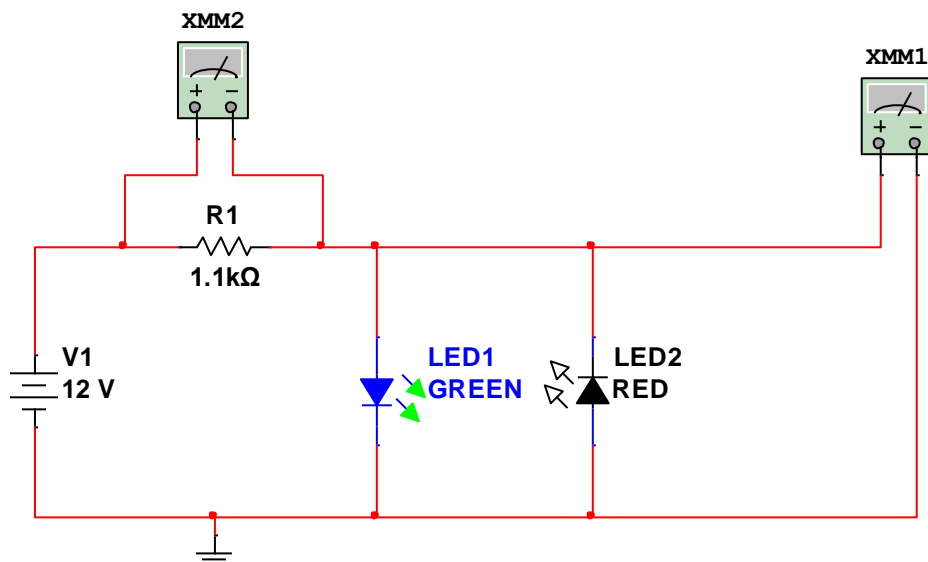 XMM2
+ −
XMM1
+ −
R1
1.1kΩ
V1
12 V
LED1
GREEN
LED2
RED